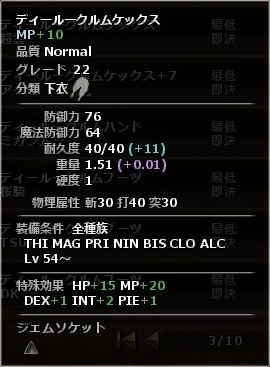 ディールークルムケックス
MP+10
品質 Normal
グレード 22
分類 下衣
防御力 76
魔法防御力 64
耐久度 40/40 (+11)
重量 1.51 (+0.01)
硬度 1
物理属性 斬30 打40 突30
装備条件 全種族
THI MAG PRI NIN BIS CLO ALC
Lv 54～
特殊効果 HP+15 MP+20
DEX+1 INT+2 PIE+1
ジェムソケット
3/10